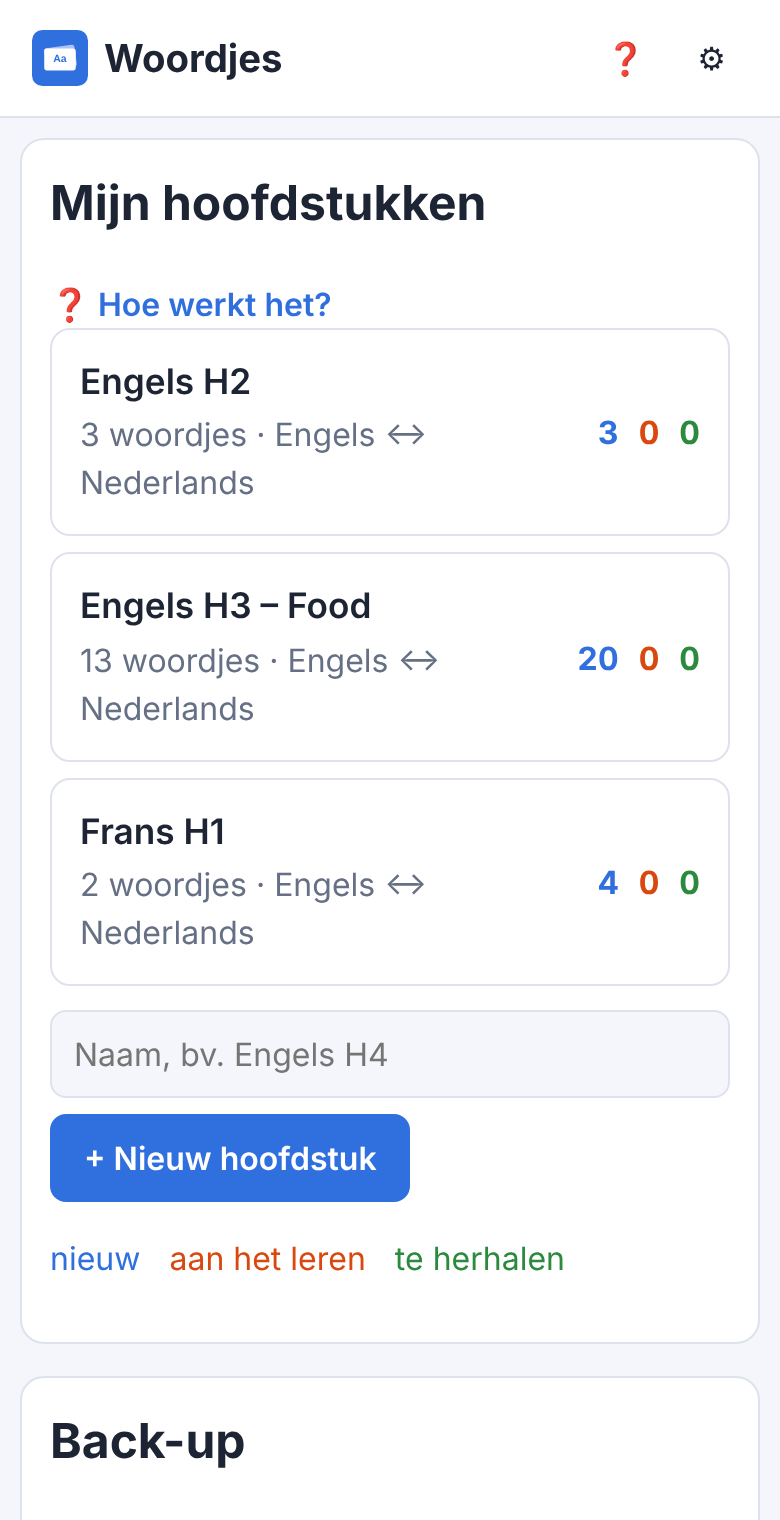 Aa
Woordjes
❓
⚙
Mijn hoofdstukken
❓ Hoe werkt het?
Engels H2
3 woordjes · Engels ↔
Nederlands
3 0 0
Engels H3 – Food
13 woordjes · Engels ↔
Nederlands
20 0 0
Frans H1
2 woordjes · Engels ↔
Nederlands
4 0 0
Naam, bv. Engels H4
+ Nieuw hoofdstuk
nieuw aan het leren te herhalen
Back-up